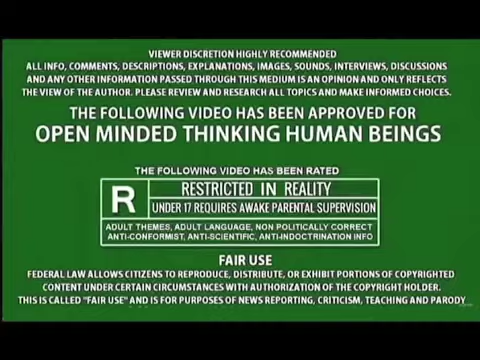 VIEWER DISCRETION HIGHLY RECOMMENDED
ALL INFO, COMMENTS, DESCRIPTIONS, EXPLANATIONS, IMAGES, SOUNDS, INTERVIEWS, DISCUSSIONS
AND ANY OTHER INFORMATION PASSED THROUGH THIS MEDIUM IS AN OPINION AND ONLY REFLECTS
THE VIEW OF THE AUTHOR. PLEASE REVIEW AND RESEARCH ALL TOPICS AND MAKE INFORMED CHOICES.
THE FOLLOWING VIDEO HAS BEEN APPROVED FOR
OPEN MINDED THINKING HUMAN BEINGS
THE FOLLOWING VIDEO HAS BEEN RATED
R
RESTRICTED IN REALITY
UNDER 17 REQUIRES AWAKE PARENTAL SUPERVISION
ADULT THEMES, ADULT LANGUAGE, NON POLITICALLY CORRECT
ANTI-CONFORMIST, ANTI-SCIENTIFIC, ANTI-INDOCTRINATION INFO
FAIR USE
FEDERAL LAW ALLOWS CITIZENS TO REPRODUCE, DISTRIBUTE, OR EXHIBIT PORTIONS OF COPYRIGHTED
CONTENT UNDER CERTAIN CIRCUMSTANCES WITH AUTHORIZATION OF THE COPYRIGHT HOLDER.
THIS IS CALLED "FAIR USE" AND IS FOR PURPOSES OF NEWS REPORTING, CRITICISM, TEACHING AND PARODY